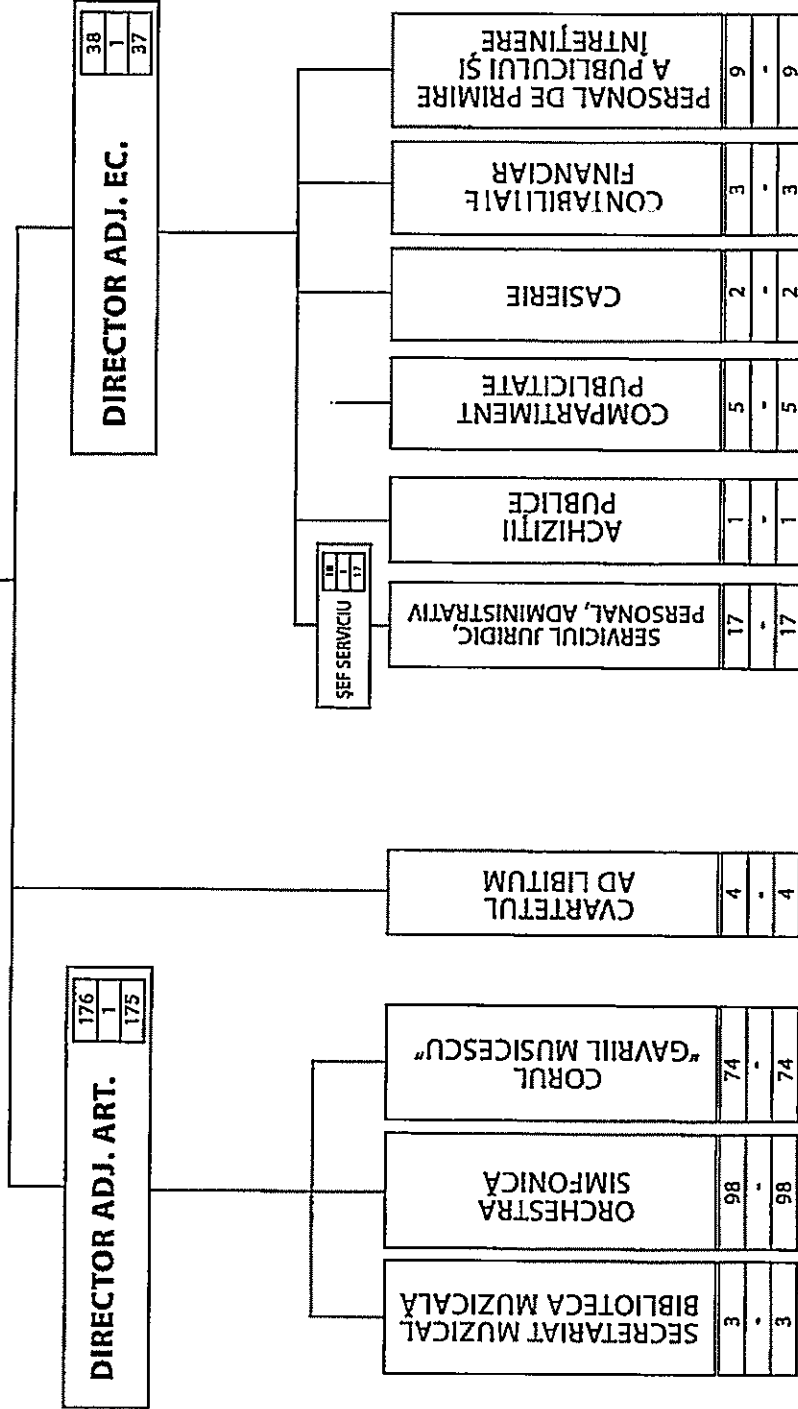 DIRECTOR ADJ. ART.
176
1
175
DIRECTOR ADJ. EC.
38
1
37
ŞEF SERVICIU
18
1
17
SECRETARIAT MUZICAL
BIBLIOTECA MUZICALĂ
3
-
3
ORCHESTRA
SIMFONICĂ
98
-
98
CORUL
"GAVRIIL MUSICESCU"
74
-
74
CVARTETUL
AD LIBITUM
4
-
4
SERVICIUL JURIDIC,
PERSONAL, ADMINISTRATIV
17
-
17
ACHIZIŢII
PUBLICE
1
-
1
COMPARTIMENT
PUBLICITATE
5
-
5
CASIERIE
2
-
2
CONTABILITATE
FINANCIAR
3
-
3
PERSONAL DE PRIMIRE
A PUBLICULUI ŞI
ÎNTREŢINERE
9
-
9